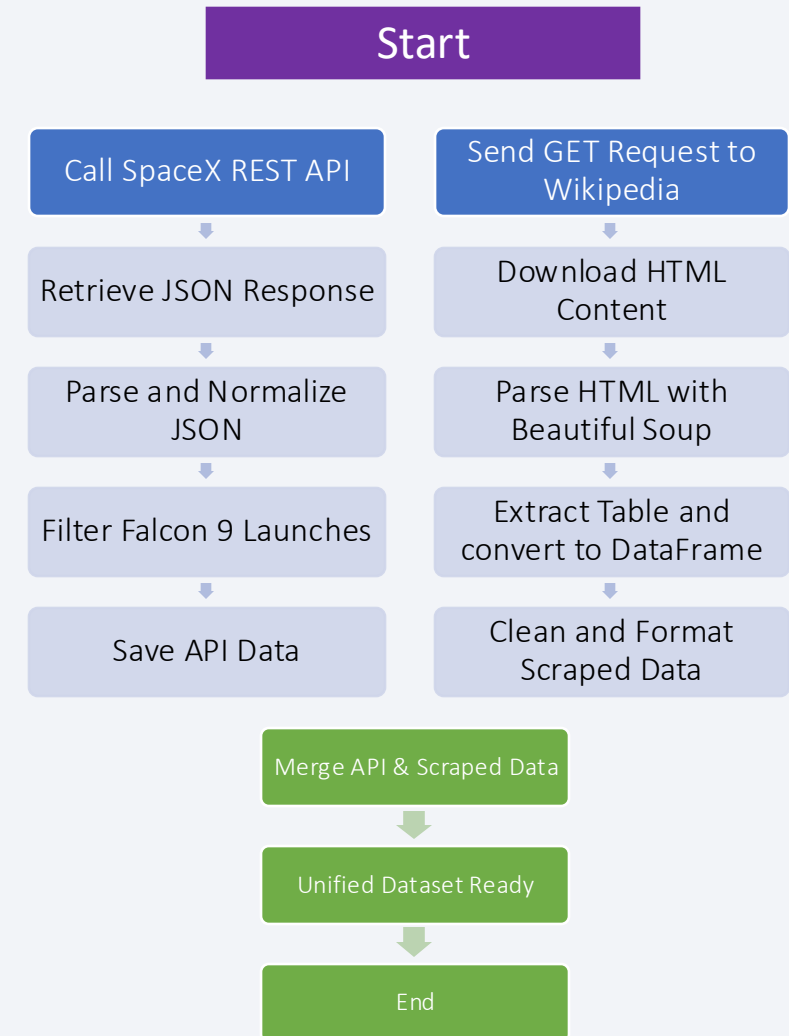 Start
Call SpaceX REST API
Retrieve JSON Response
Parse and Normalize
JSON
Filter Falcon 9 Launches
Save API Data
Send GET Request to
Wikipedia
Download HTML
Content
Parse HTML with
Beautiful Soup
Extract Table and
convert to DataFrame
Clean and Format
Scraped Data
Merge API & Scraped Data
Unified Dataset Ready
End